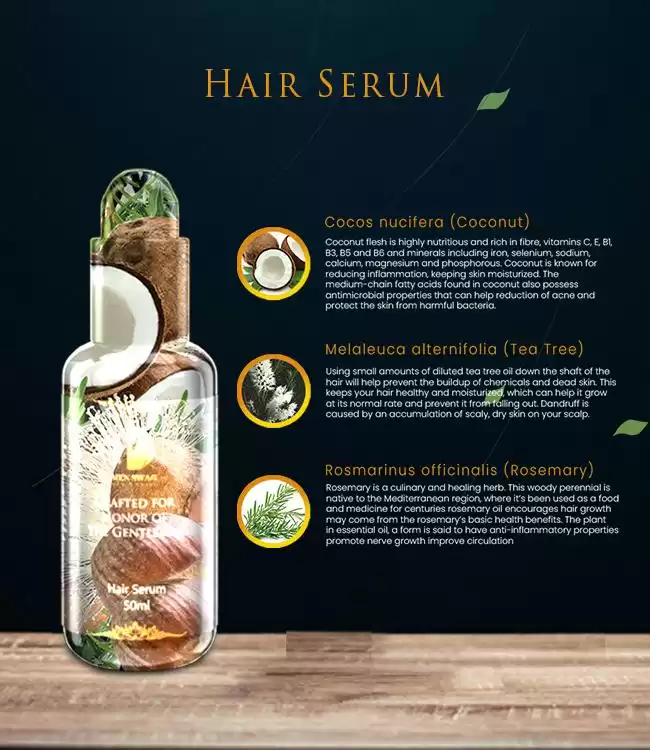 HAIR SERUM
Cocos nucifera (Coconut)
Coconut flesh is highly nutritious and rich in fibre, vitamins C, E, B1,
B3, B5 and B6 and minerals including iron, selenium, sodium,
calcium, magnesium and phosphorous. Coconut is known for
reducing inflammation, keeping skin moisturized. The
medium-chain fatty acids found in coconut also possess
antimicrobial properties that can help reduction of acne and
protect the skin from harmful bacteria.
Melaleuca alternifolia (Tea Tree)
Using small amounts of diluted tea tree oil down the shaft of the
hair will help prevent the buildup of chemicals and dead skin. This
keeps your hair healthy and moisturized, which can help it grow
at its normal rate and prevent it from falling out. Dandruff is
caused by an accumulation of scaly, dry skin on your scalp.
Rosmarinus officinalis (Rosemary)
Rosemary is a culinary and healing herb. This woody perennial is
native to the Mediterranean region, where it's been used as a food
and medicine for centuries rosemary oil encourages hair growth
may come from the rosemary's basic health benefits. The plant
in essential oil, a form is said to have anti-inflammatory properties
promote nerve growth improve circulation
FOR
Hair Serum
50ml